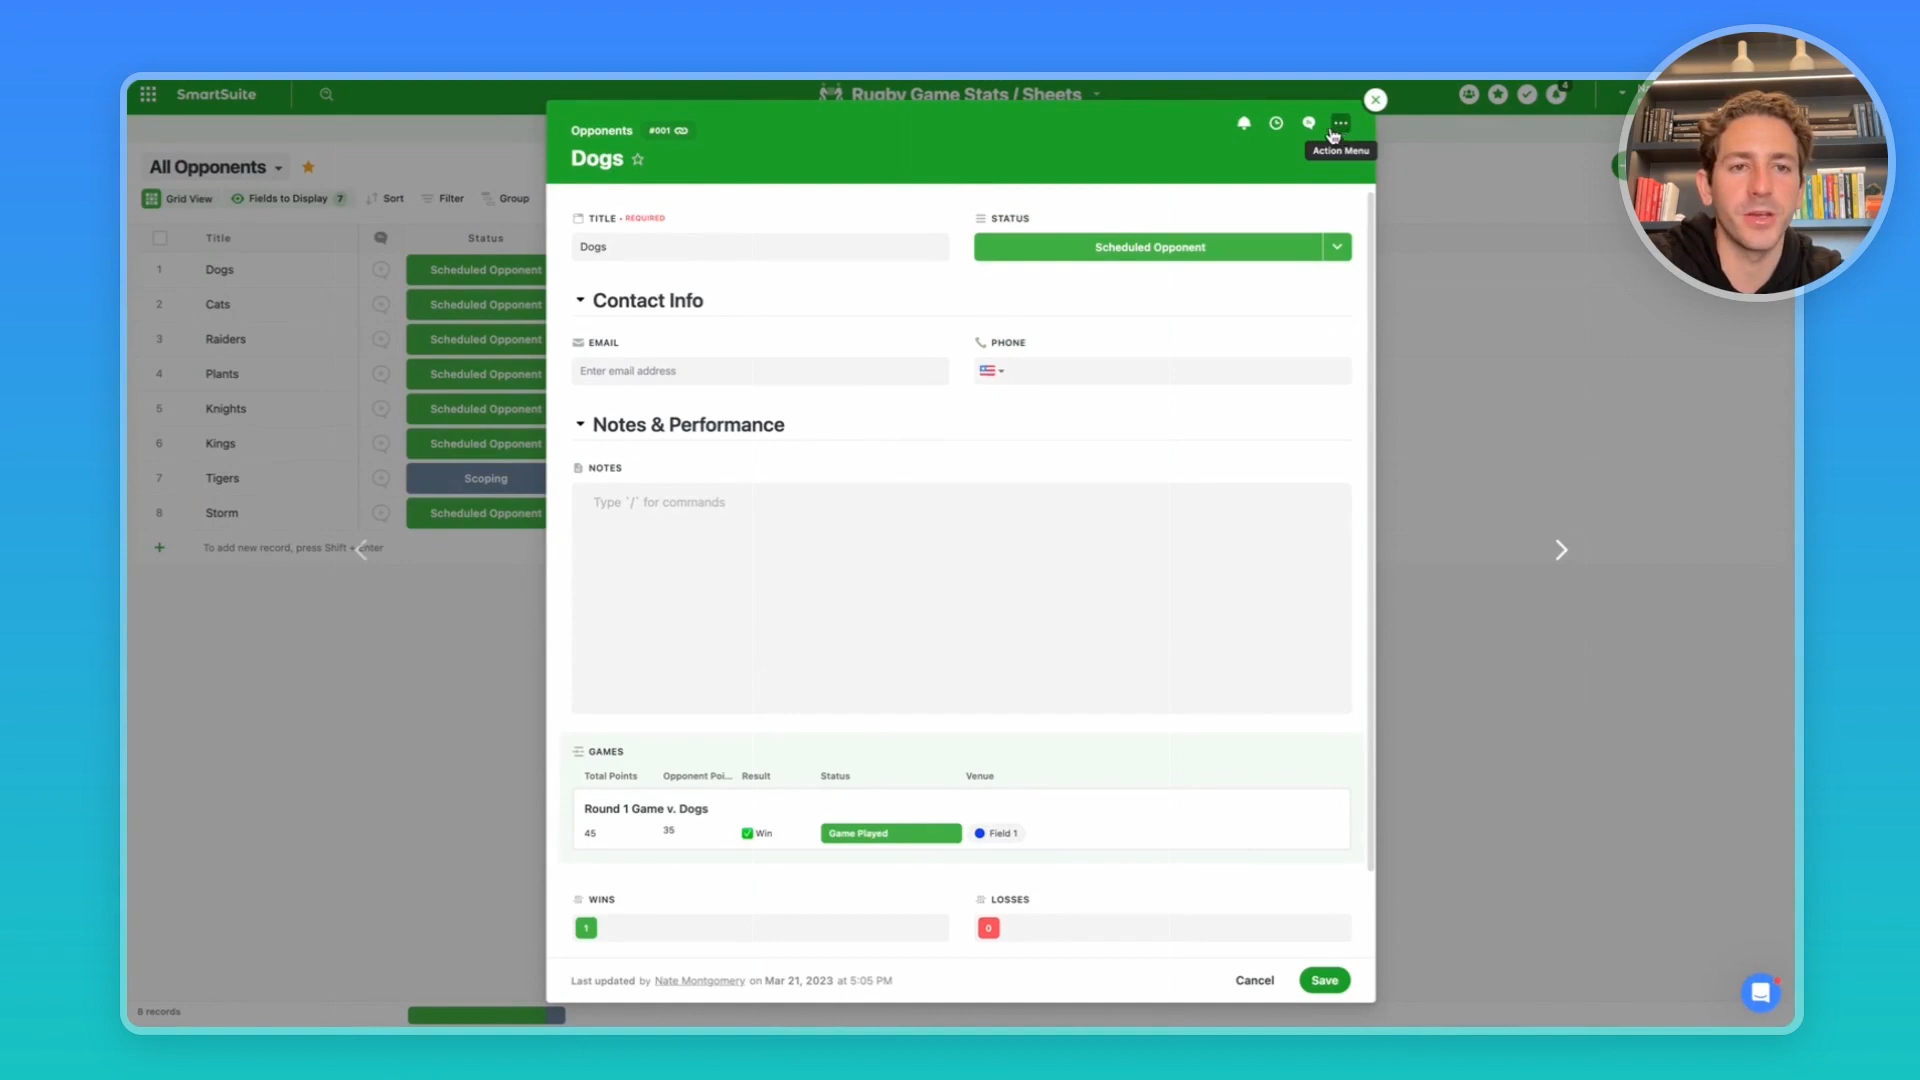 SmartSuite
Rugby Game Stats / Sheets
4
All Opponents
Grid View
Fields to Display 7
Sort
Filter
Group
Title
Status
1 Dogs Scheduled Opponent
2 Cats Scheduled Opponent
3 Raiders Scheduled Opponent
4 Plants Scheduled Opponent
5 Knights Scheduled Opponent
6 Kings Scheduled Opponent
7 Tigers Scoping
8 Storm Scheduled Opponent
+ To add new record, press Shift + Enter
8 records
Opponents #001
Dogs
Action Menu
TITLE - REQUIRED
Dogs
STATUS
Scheduled Opponent
Contact Info
EMAIL
Enter email address
PHONE
Notes & Performance
NOTES
Type `/` for commands
GAMES
Total Points Opponent Poi... Result Status Venue
Round 1 Game v. Dogs
45 35 Win Game Played Field 1
WINS
1
LOSSES
0
Last updated by Nate Montgomery on Mar 21, 2023 at 5:05 PM
Cancel
Save